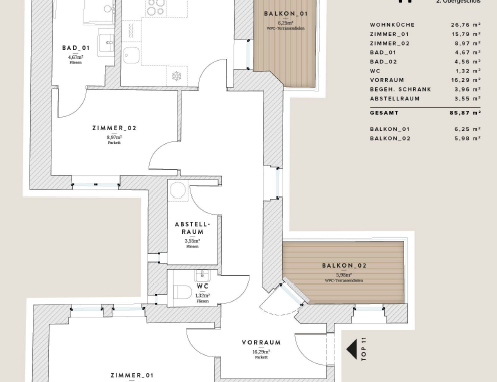 2. Obergeschoß
WOHNKÜCHE 26,76 m²
ZIMMER_01 15,79 m²
ZIMMER_02 8,97 m²
BAD_01 4,67 m²
BAD_02 4,56 m²
WC 1,32 m²
VORRAUM 16,29 m²
BEGEH. SCHRANK 3,96 m²
ABSTELLRAUM 3,55 m²
GESAMT 85,87 m²
BALKON_01 6,25 m²
BALKON_02 5,98 m²
BALKON_01
6,25m²
WPC-Terrassendielen
BAD_01
4,67m²
Fliesen
ZIMMER_02
8,97m²
Parkett
ABSTELL-
RAUM
3,55m²
Fliesen
WC
1,32m²
Fliesen
BALKON_02
5,98m²
WPC-Terrassendielen
VORRAUM
16,29m²
Parkett
TOP 11
ZIMMER_01